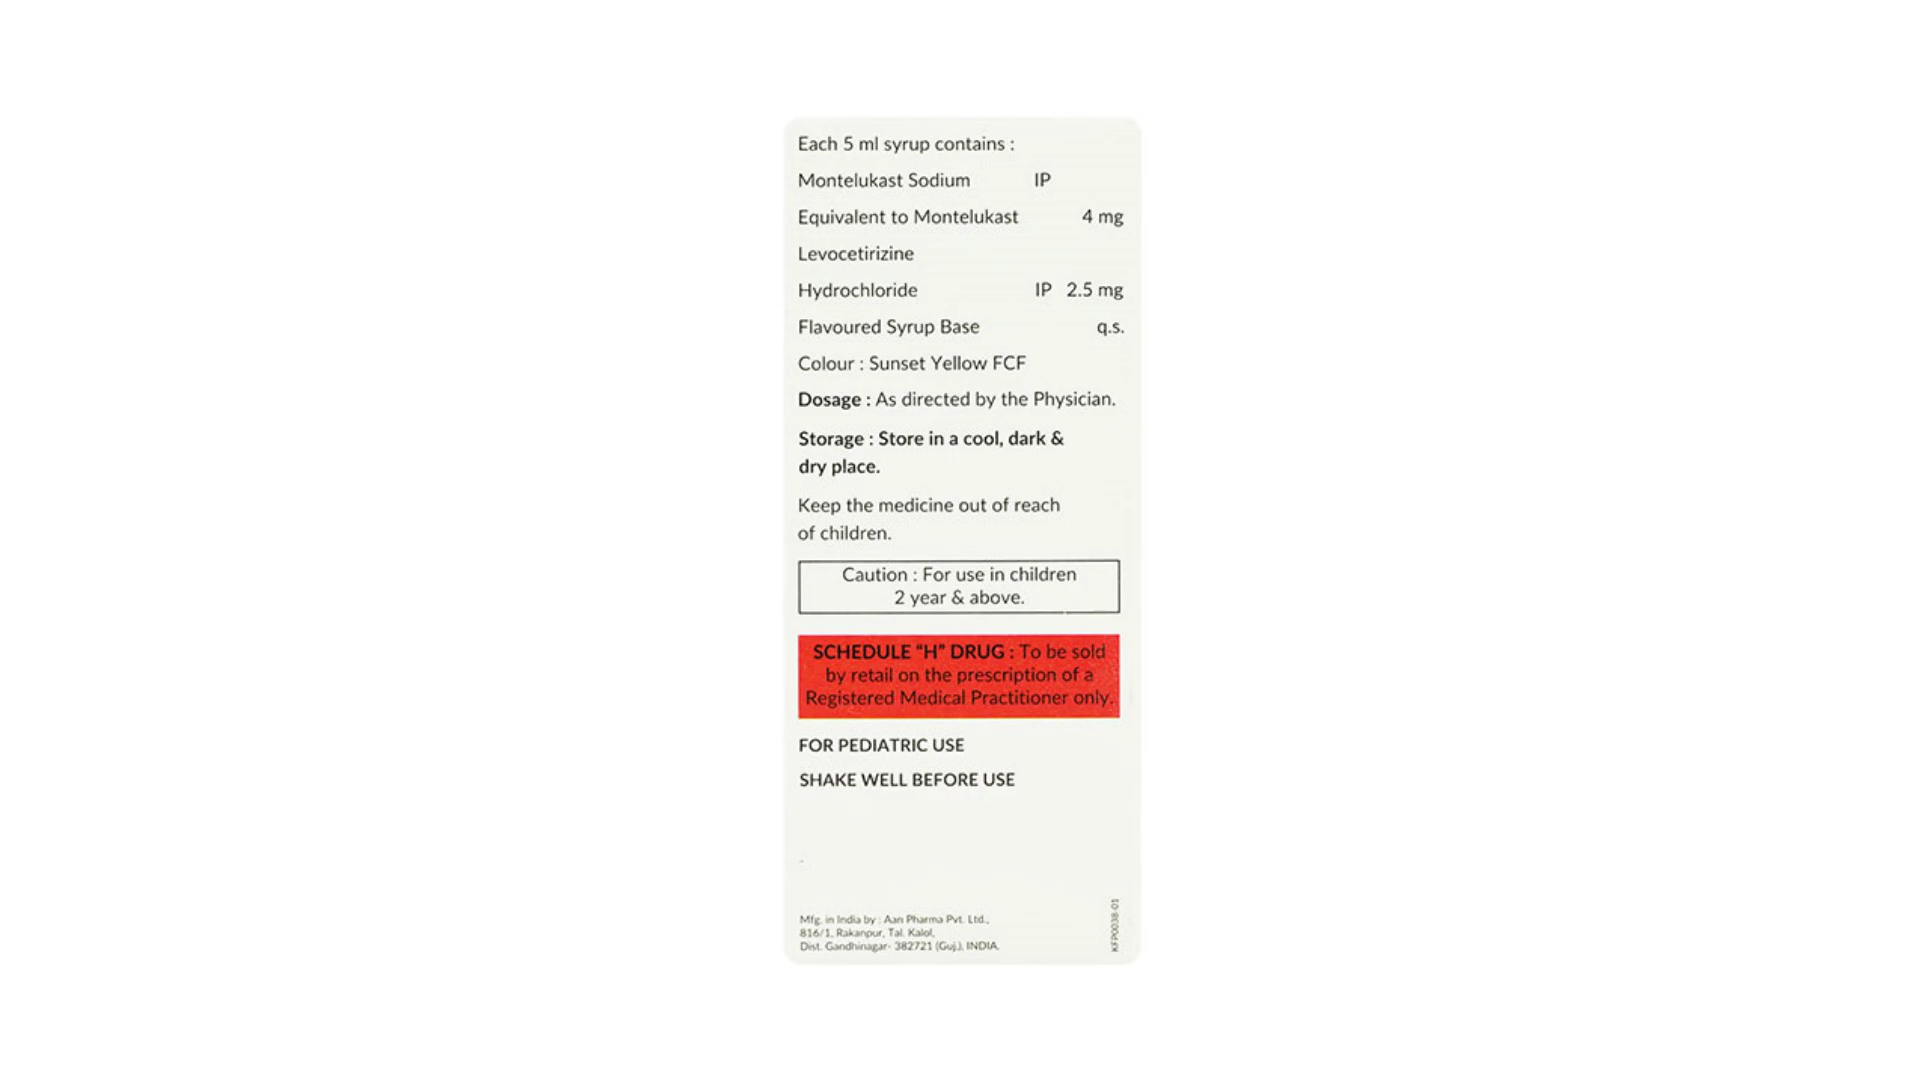 Each 5 ml syrup contains :
Montelukast Sodium IP
Equivalent to Montelukast 4 mg
Levocetirizine
Hydrochloride IP 2.5 mg
Flavoured Syrup Base q.s.
Colour : Sunset Yellow FCF
Dosage : As directed by the Physician.
Storage : Store in a cool, dark &
dry place.
Keep the medicine out of reach
of children.
Caution : For use in children
2 year & above.
SCHEDULE “H” DRUG : To be sold
by retail on the prescription of a
Registered Medical Practitioner only.
FOR PEDIATRIC USE
SHAKE WELL BEFORE USE
Mfg. in India by : Aan Pharma Pvt. Ltd.,
816/1, Rakanpur, Tal. Kalol,
Dist. Gandhinagar- 382721 (Guj.), INDIA.
KFP0038-01